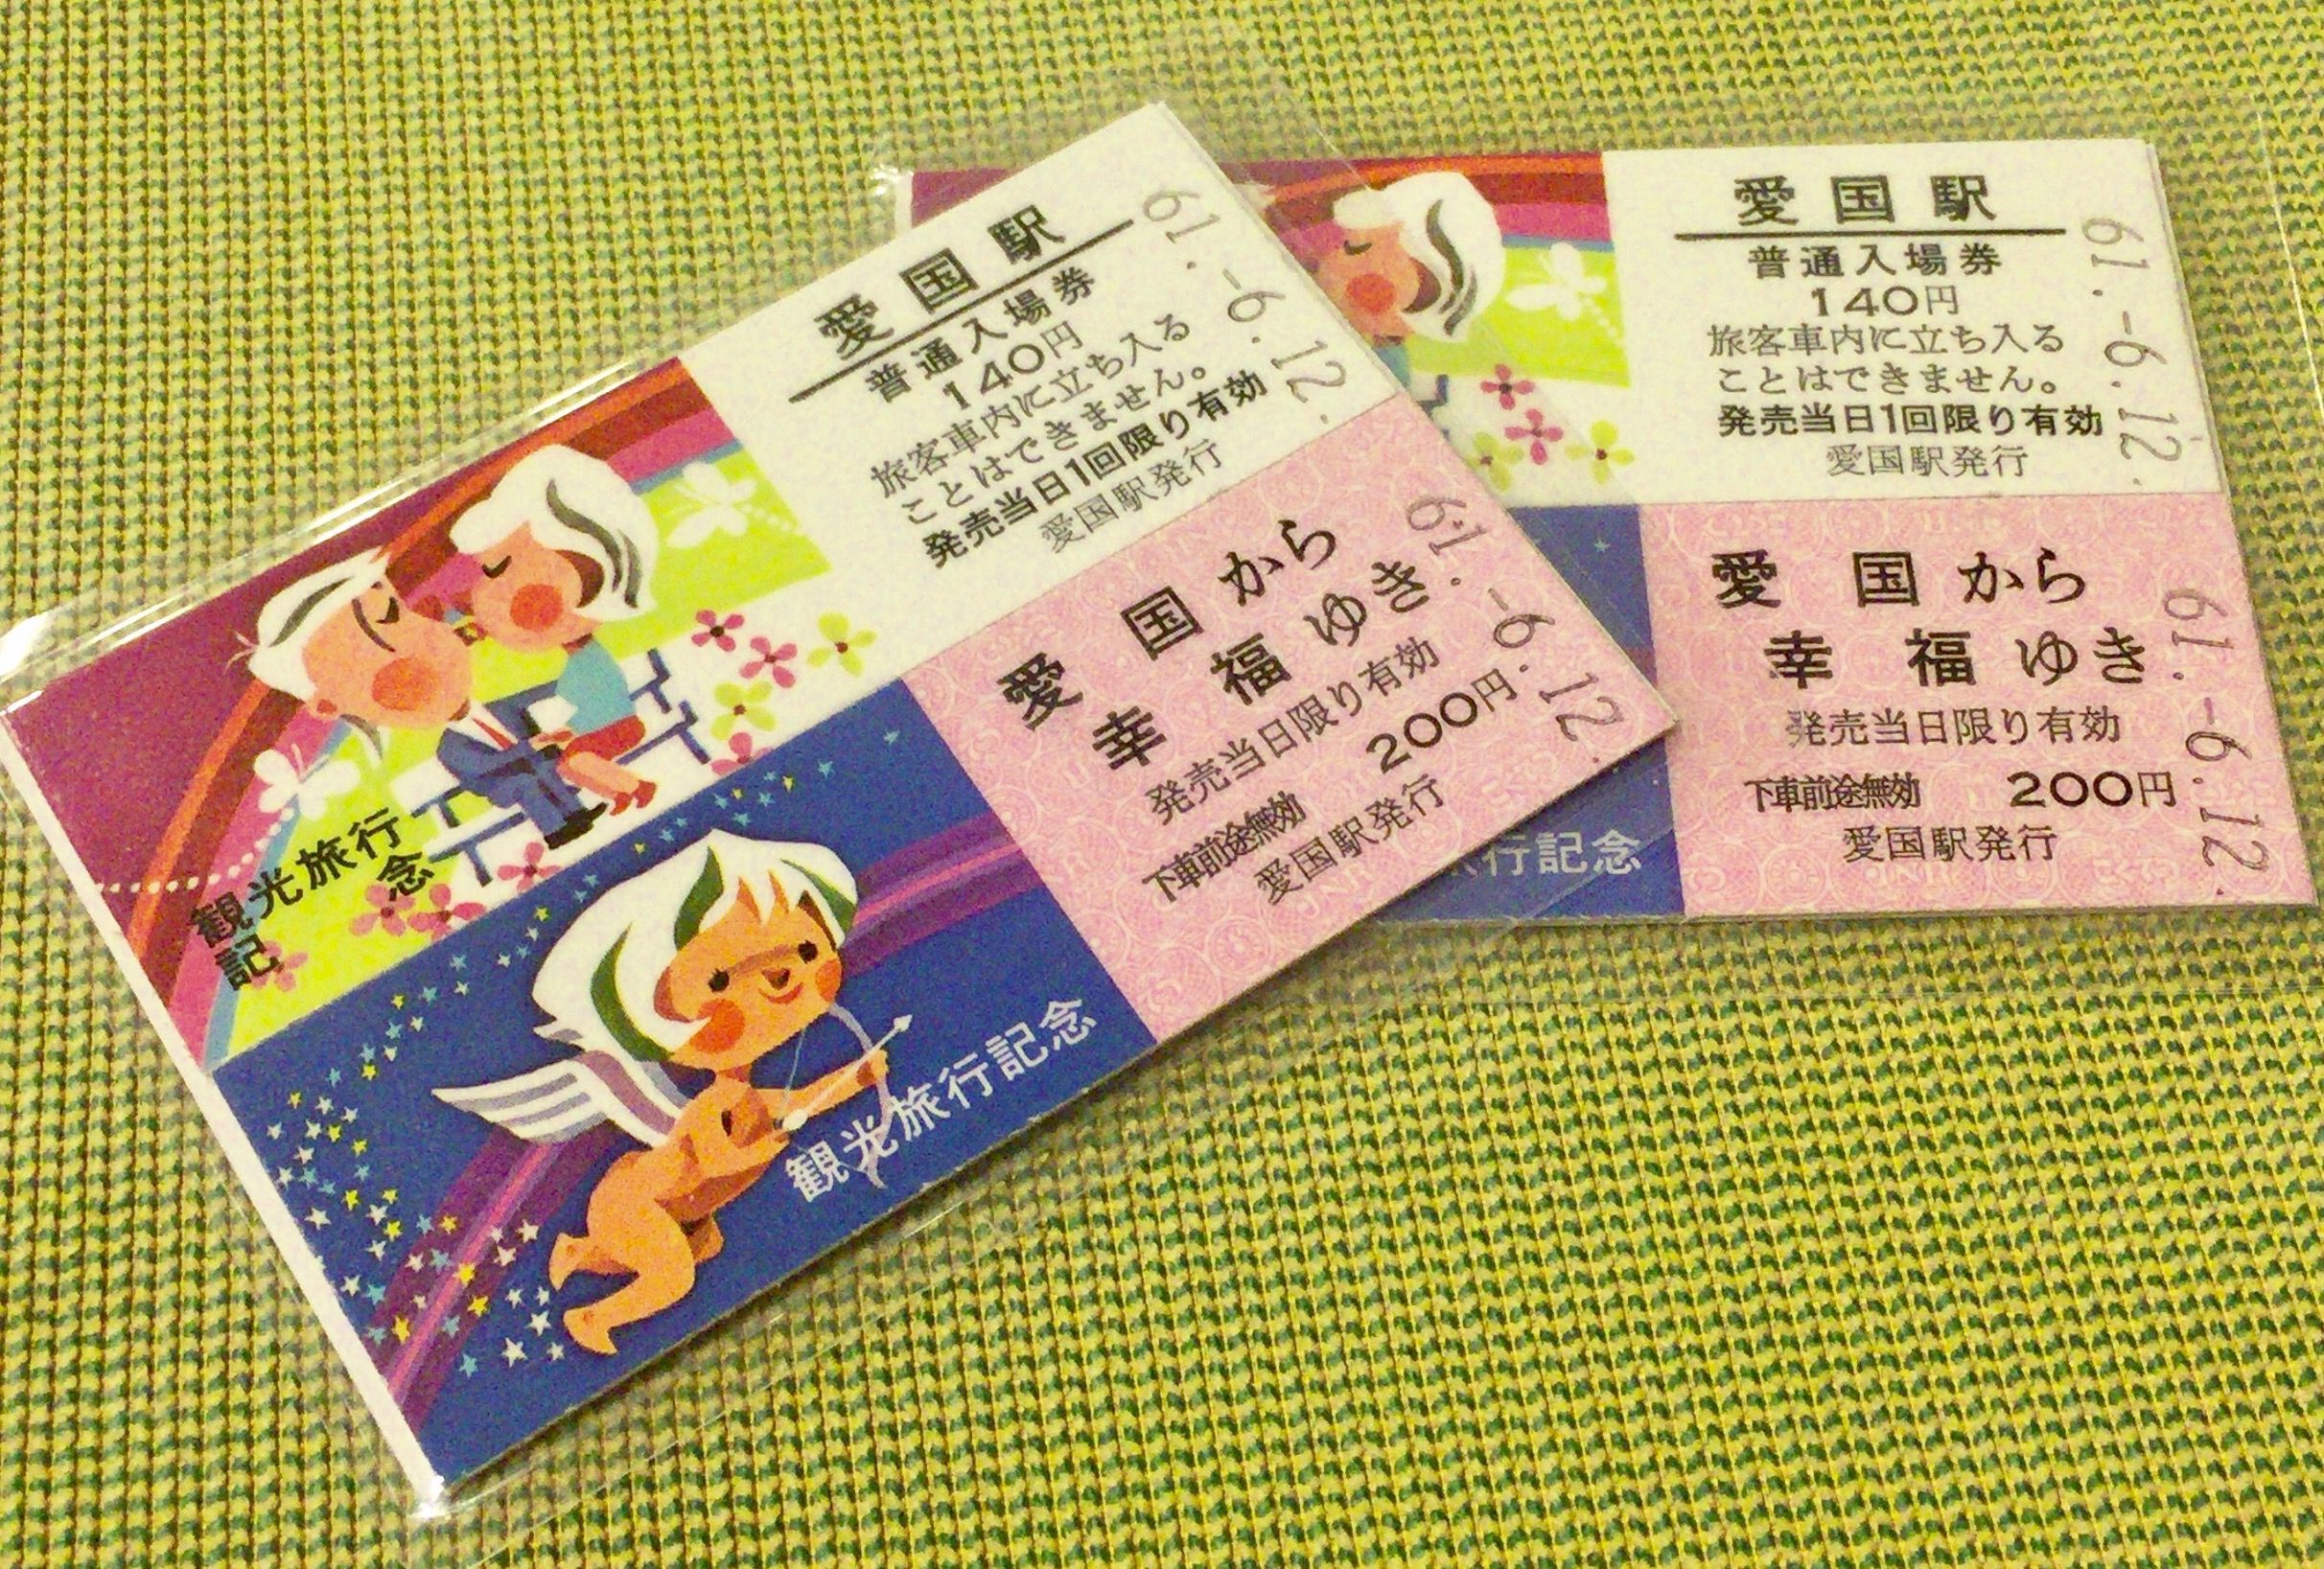 愛国駅
普通入場券
140円
旅客車内に立ち入る
ことはできません。
発売当日1回限り有効
愛国駅発行
61.-6.12.
観光旅行
記念
愛国から
幸福ゆき
発売当日限り有効
下車前途無効 200円
愛国駅発行
61.-6.12.
観光旅行記念
愛国駅
普通入場券
140円
旅客車内に立ち入る
ことはできません。
発売当日1回限り有効
愛国駅発行
61.-6.12.
愛国から
幸福ゆき
発売当日限り有効
下車前途無効 200円
愛国駅発行
61.-6.12.
行記念